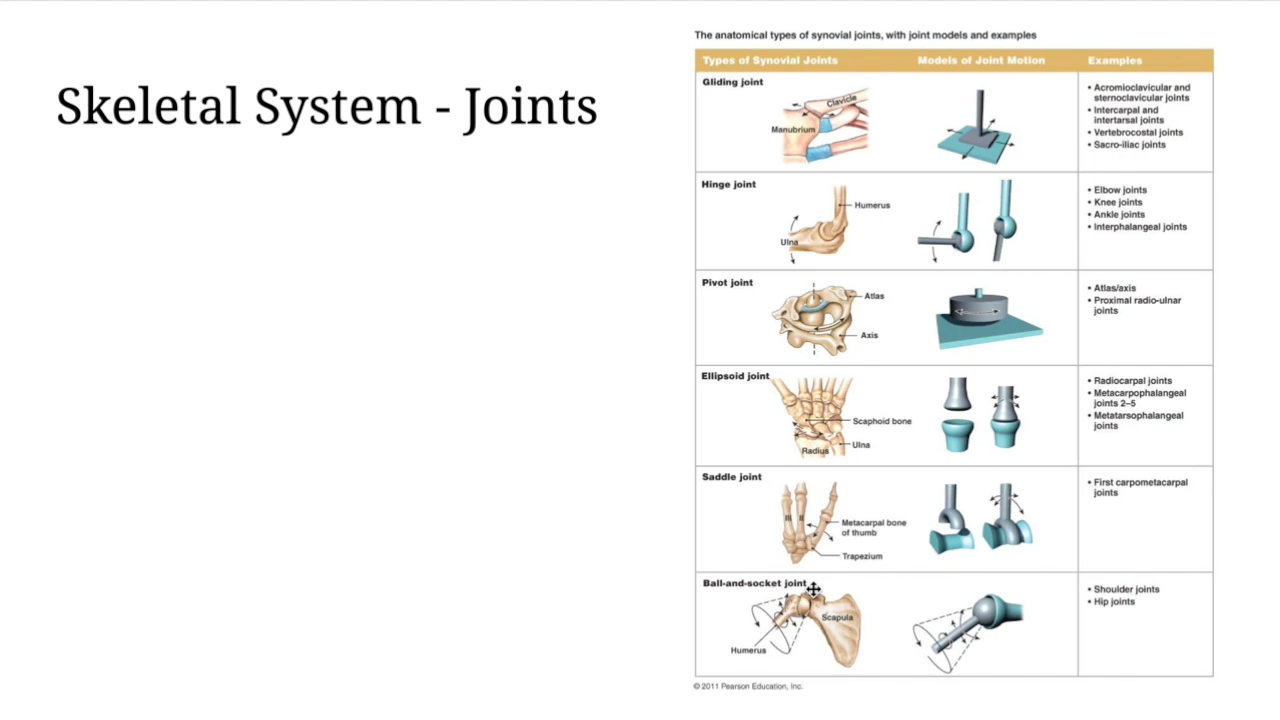 Skeletal System - Joints
The anatomical types of synovial joints, with joint models and examples
Types of Synovial Joints
Models of Joint Motion
Examples
Gliding joint
Clavicle
Manubrium
• Acromioclavicular and
sternoclavicular joints
• Intercarpal and
intertarsal joints
• Vertebrocostal joints
• Sacro-iliac joints
Hinge joint
Humerus
Ulna
• Elbow joints
• Knee joints
• Ankle joints
• Interphalangeal joints
Pivot joint
Atlas
Axis
• Atlas/axis
• Proximal radio-ulnar
joints
Ellipsoid joint
Scaphoid bone
Ulna
Radius
• Radiocarpal joints
• Metacarpophalangeal
joints 2–5
• Metatarsophalangeal
joints
Saddle joint
III II
Metacarpal bone
of thumb
Trapezium
• First carpometacarpal
joints
Ball-and-socket joint
Scapula
Humerus
• Shoulder joints
• Hip joints
© 2011 Pearson Education, Inc.